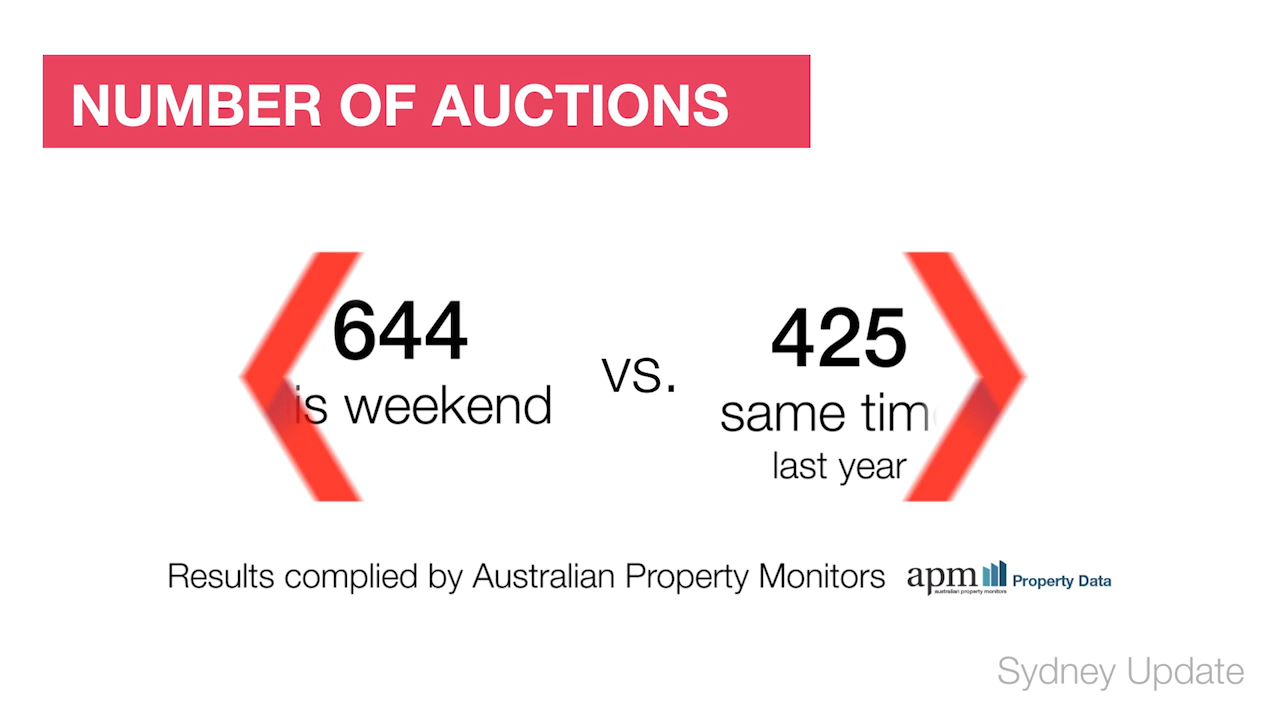 NUMBER OF AUCTIONS
644
is weekend
vs.
425
same tim
last year
Results complied by Australian Property Monitors
apm
australian property monitors
Property Data
Sydney Update